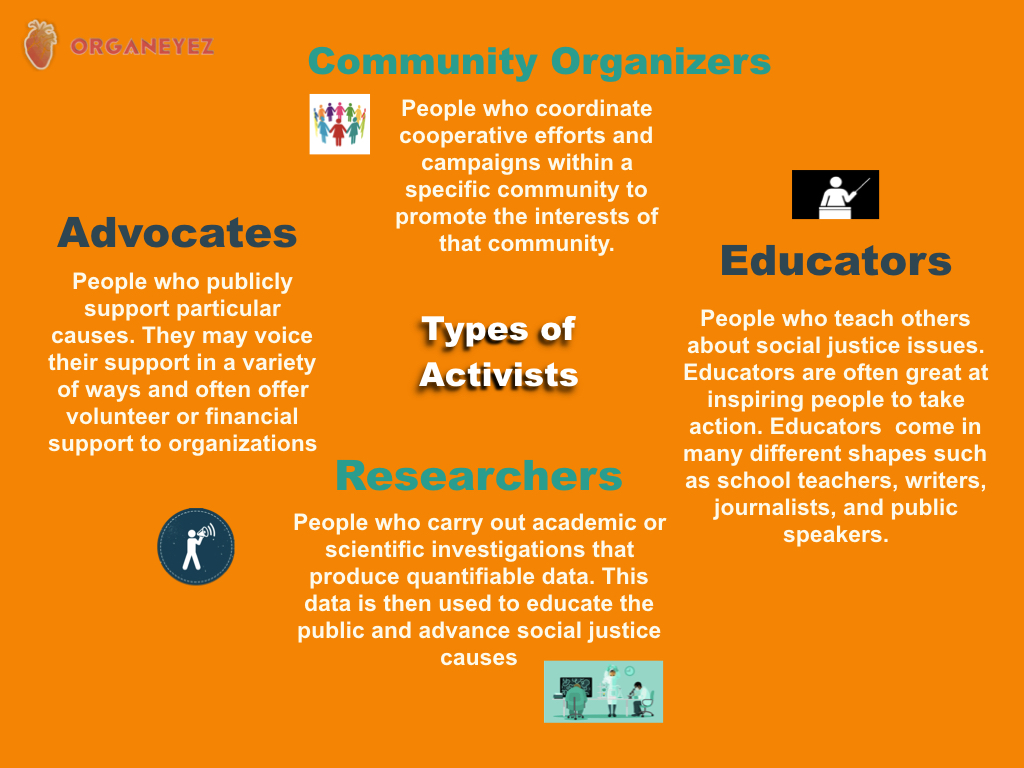 ORGANEYEZ
Community Organizers
People who coordinate
cooperative efforts and
campaigns within a
specific community to
promote the interests of
that community.
Advocates
People who publicly
support particular
causes. They may voice
their support in a variety
of ways and often offer
volunteer or financial
support to organizations
Types of
Activists
Educators
People who teach others
about social justice issues.
Educators are often great at
inspiring people to take
action. Educators  come in
many different shapes such
as school teachers, writers,
journalists, and public
speakers.
Researchers
People who carry out academic or
scientific investigations that
produce quantifiable data. This
data is then used to educate the
public and advance social justice
causes